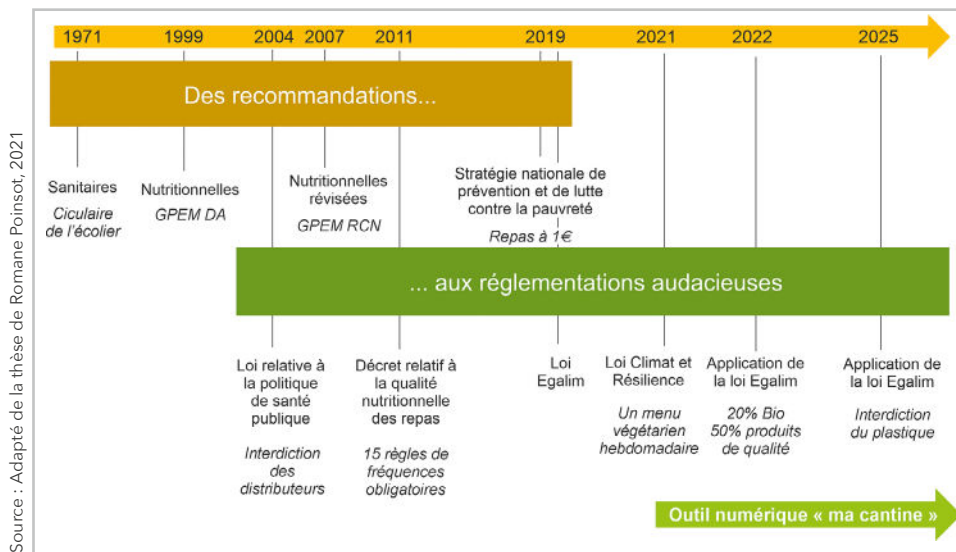 1971 1999 2004 2007 2011 2019 2021 2022 2025
Des recommandations...
Sanitaires
Ciculaire
de l'écolier
Nutritionnelles
GPEM DA
Nutritionnelles
révisées
GPEM RCN
Stratégie nationale de
prévention et de lutte
contre la pauvreté
Repas à 1€
... aux réglementations audacieuses
Loi relative à
la politique
de santé
publique
Interdiction
des
distributeurs
Décret relatif à
la qualité
nutritionnelle
des repas
15 règles de
fréquences
obligatoires
Loi
Egalim
Loi Climat et
Résilience
Un menu
végétarien
hebdomadaire
Application de
la loi Egalim
20% Bio
50% produits
de qualité
Application de
la loi Egalim
Interdiction
du plastique
Outil numérique « ma cantine »
Source : Adapté de la thèse de Romane Poinsot, 2021